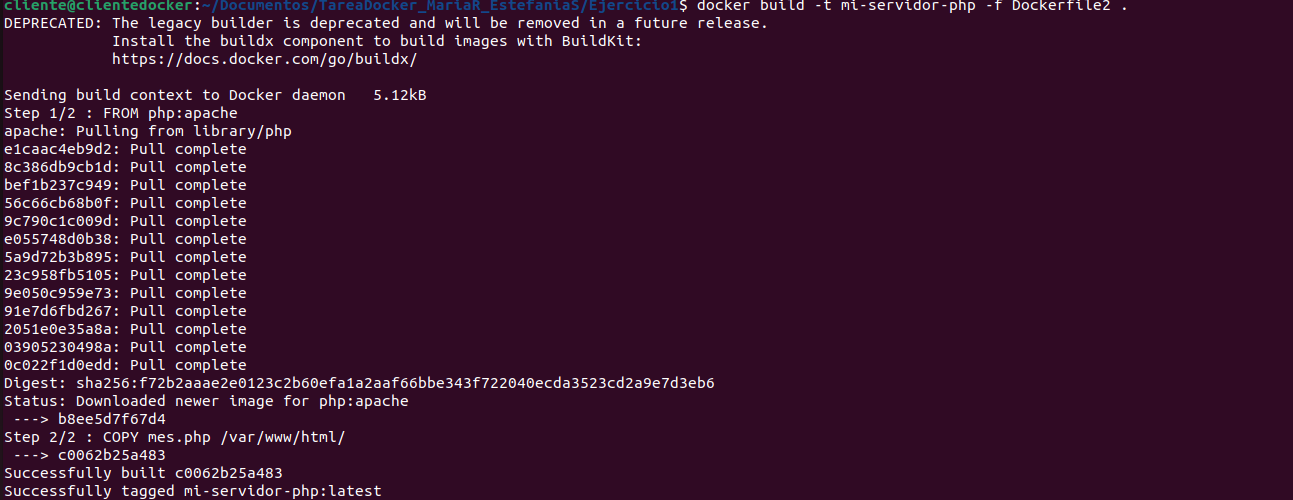 cliente@clientedocker:~/Documentos/TareaDocker_MariaR_EstefaniaS/Ejercicio1$ docker build -t mi-servidor-php -f Dockerfile2 .
DEPRECATED: The legacy builder is deprecated and will be removed in a future release.
            Install the buildx component to build images with BuildKit:
            https://docs.docker.com/go/buildx/

Sending build context to Docker daemon   5.12kB
Step 1/2 : FROM php:apache
apache: Pulling from library/php
e1caac4eb9d2: Pull complete
8c386db9cb1d: Pull complete
bef1b237c949: Pull complete
56c66cb68b0f: Pull complete
9c790c1c009d: Pull complete
e055748d0b38: Pull complete
5a9d72b3b895: Pull complete
23c958fb5105: Pull complete
9e050c959e73: Pull complete
91e7d6fbd267: Pull complete
2051e0e35a8a: Pull complete
03905230498a: Pull complete
0c022f1d0edd: Pull complete
Digest: sha256:f72b2aaae2e0123c2b60efa1a2aaf66bbe343f722040ecda3523cd2a9e7d3eb6
Status: Downloaded newer image for php:apache
 ---> b8ee5d7f67d4
Step 2/2 : COPY mes.php /var/www/html/
 ---> c0062b25a483
Successfully built c0062b25a483
Successfully tagged mi-servidor-php:latest